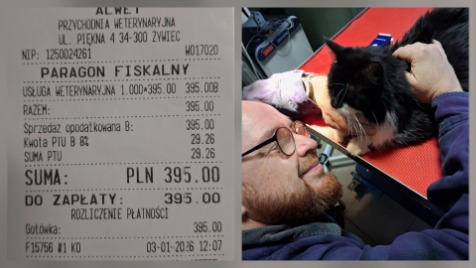 ALWET
PRZYCHODNIA WETERYNARYJNA
UL. PIĘKNA 4 34-300 ŻYWIEC
NIP: 1250024261 W017020
PARAGON FISKALNY
USŁUGA WETERYNARYJNA 1.000×395.00 395.00B
RAZEM: 395.00
Sprzedaż opodatkowana B: 395.00
Kwota PTU B 8% 29.26
SUMA PTU 29.26
SUMA: PLN 395.00
DO ZAPŁATY: 395.00
ROZLICZENIE PŁATNOŚCI
Gotówka: 395.00
F15756 #1 KO 03-01-2026 12:07